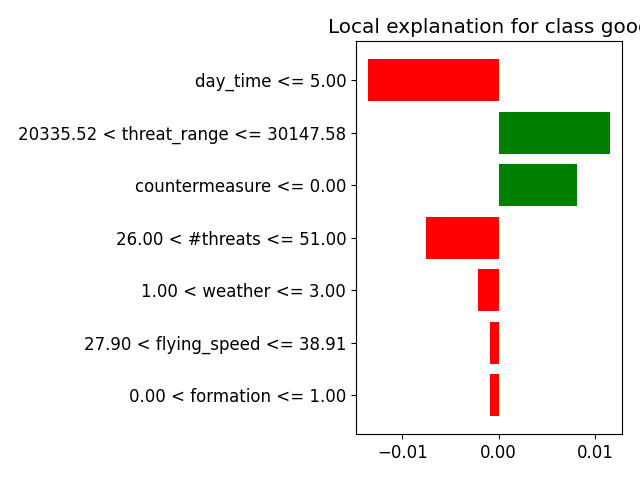 Local explanation for class good
day_time <= 5.00
20335.52 < threat_range <= 30147.58
countermeasure <= 0.00
26.00 < #threats <= 51.00
1.00 < weather <= 3.00
27.90 < flying_speed <= 38.91
0.00 < formation <= 1.00
−0.01 0.00 0.01